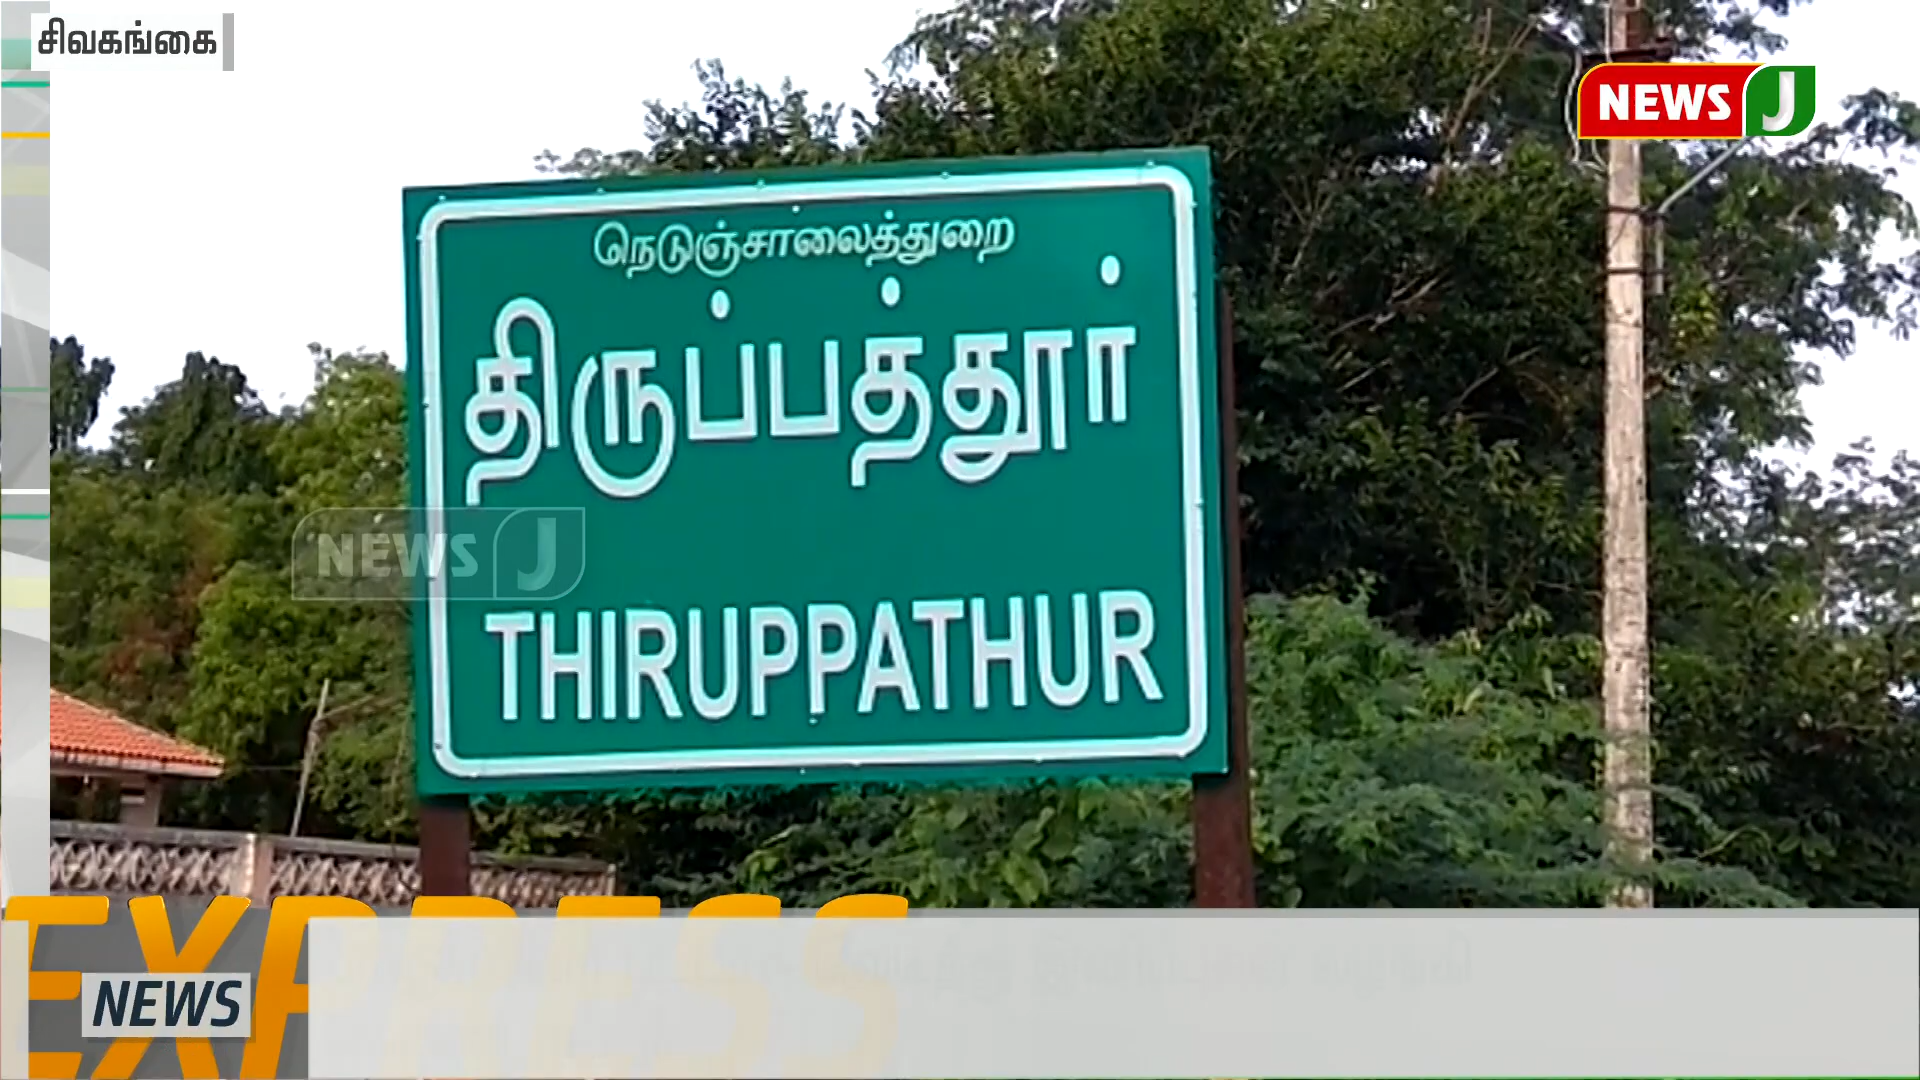 சிவகங்கை
NEWS J
நெடுஞ்சாலைத்துறை
திருப்பத்தூர்
NEWS J
THIRUPPATHUR
EXPRESS
NEWS